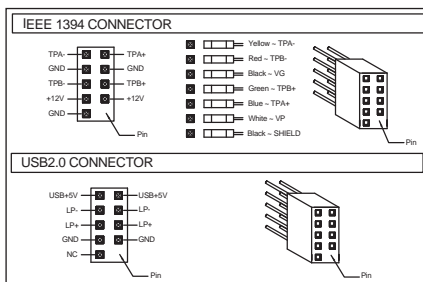 IEEE 1394 CONNECTOR
TPA- TPA+
GND GND
TPB- TPB+
+12V +12V
GND
Pin
Yellow ~ TPA-
Red ~ TPB-
Black ~ VG
Green ~ TPB+
Blue ~ TPA+
White ~ VP
Black ~ SHIELD
Pin
USB2.0 CONNECTOR
USB+5V USB+5V
LP- LP-
LP+ LP+
GND GND
NC
Pin
Pin